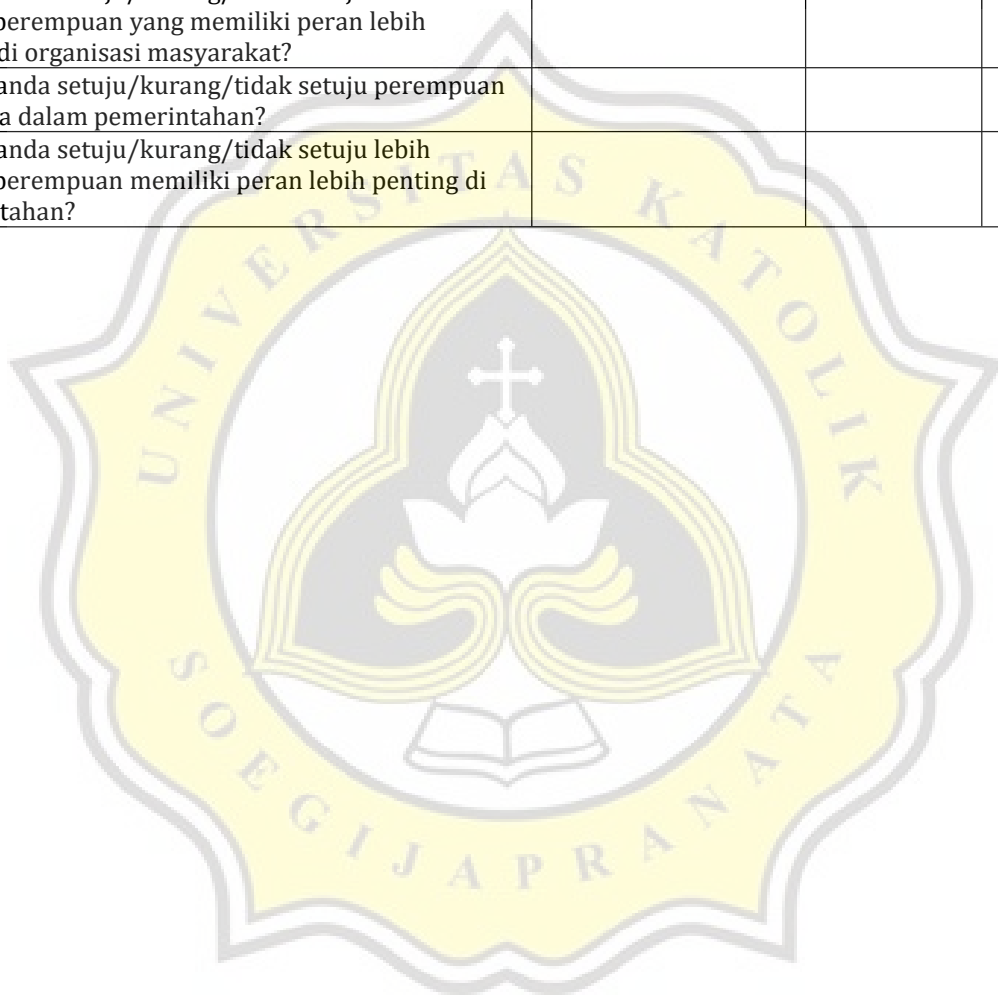 perempuan yang memiliki peran lebih
di organisasi masyarakat?
anda setuju/kurang/tidak setuju perempuan
a dalam pemerintahan?
anda setuju/kurang/tidak setuju lebih
perempuan memiliki peran lebih penting di
tahan?
UNIVERSITAS KATOLIK
SOEGIJAPRANATA